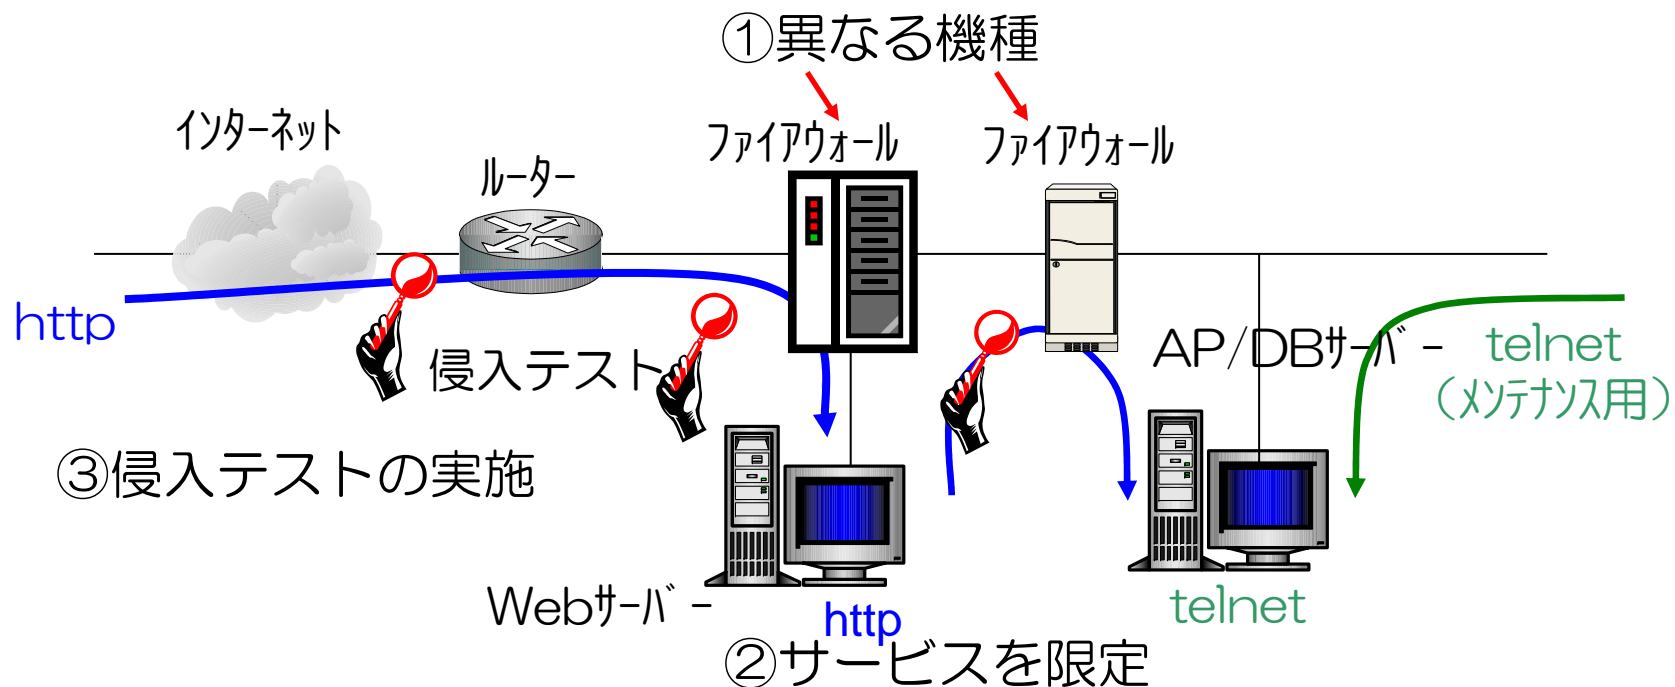 ①異なる機種
インターネット
ルーター
ファイアウォール
ファイアウォール
http
侵入テスト
AP/DBサーバー
telnet
(メンテナンス用)
③侵入テストの実施
Webサーバー
http
telnet
②サービスを限定